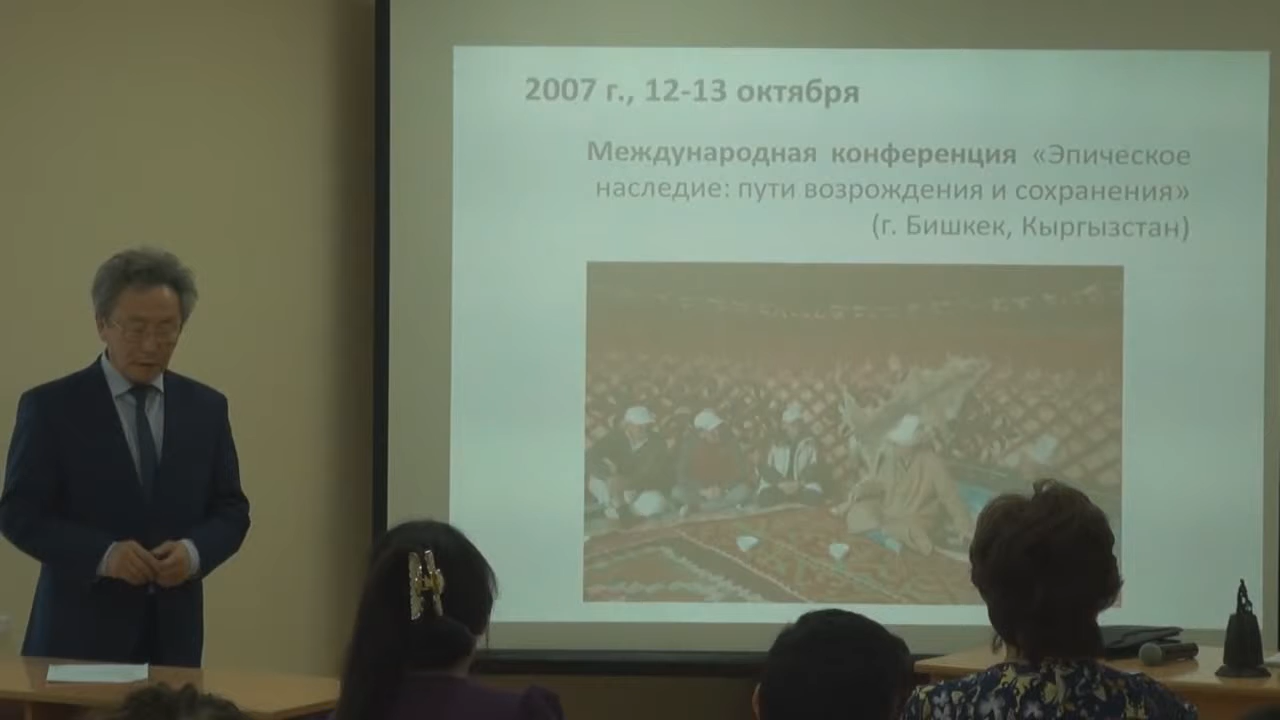 2007 г., 12-13 октября
Международная конференция «Эпическое
наследие: пути возрождения и сохранения»
(г. Бишкек, Кыргызстан)